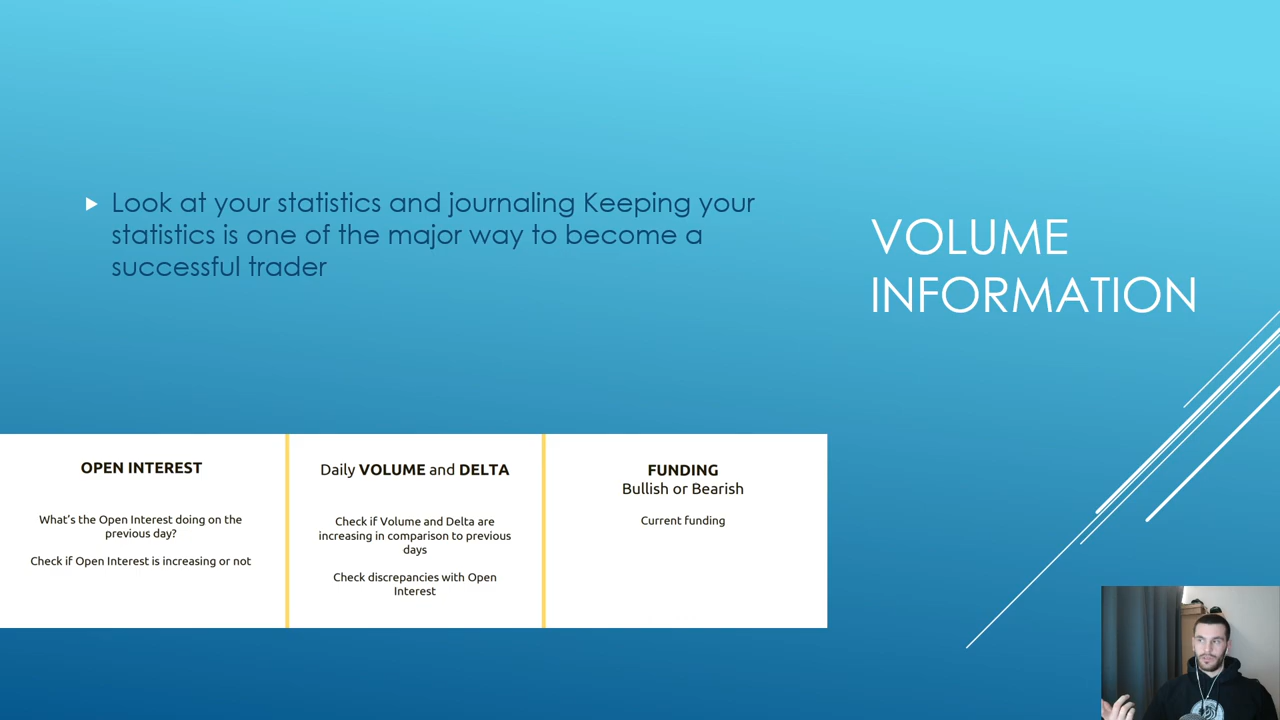 Look at your statistics and journaling Keeping your
statistics is one of the major way to become a
successful trader
VOLUME
INFORMATION
OPEN INTEREST
What's the Open Interest doing on the
previous day?
Check if Open Interest is increasing or not
Daily VOLUME and DELTA
Check if Volume and Delta are
increasing in comparison to previous
days
Check discrepancies with Open
Interest
FUNDING
Bullish or Bearish
Current funding